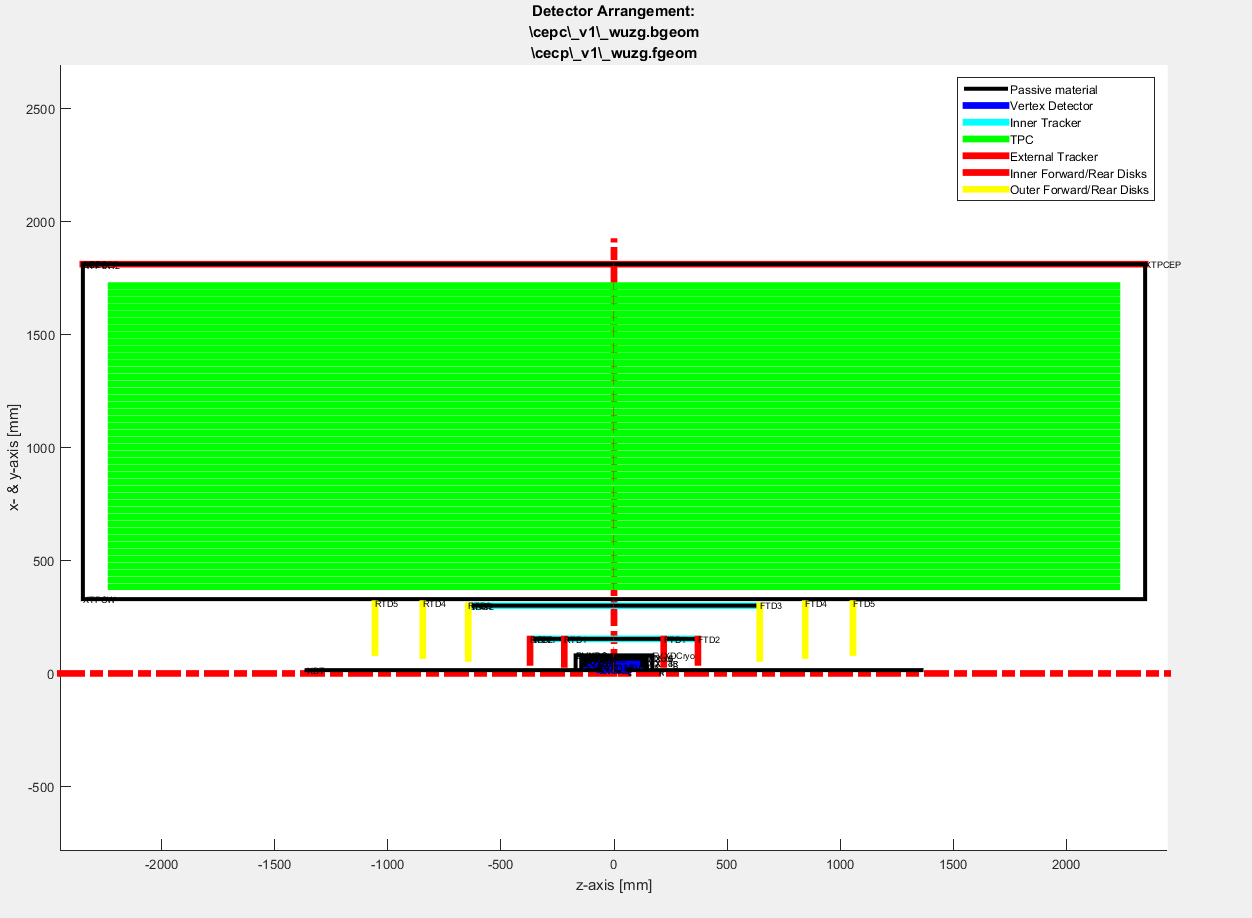 Detector Arrangement:
\cepc\_v1\_wuzg.bgeom
\cecp\_v1\_wuzg.fgeom
Passive material
Vertex Detector
Inner Tracker
TPC
External Tracker
Inner Forward/Rear Disks
Outer Forward/Rear Disks
x- & y-axis [mm]
2500
2000
1500
1000
500
0
-500
XTPCEP
RTD5
RTD4
FTD3
FTD4
FTD5
FTD2
-2000
-1500
-1000
-500
0
500
1000
1500
2000
z-axis [mm]